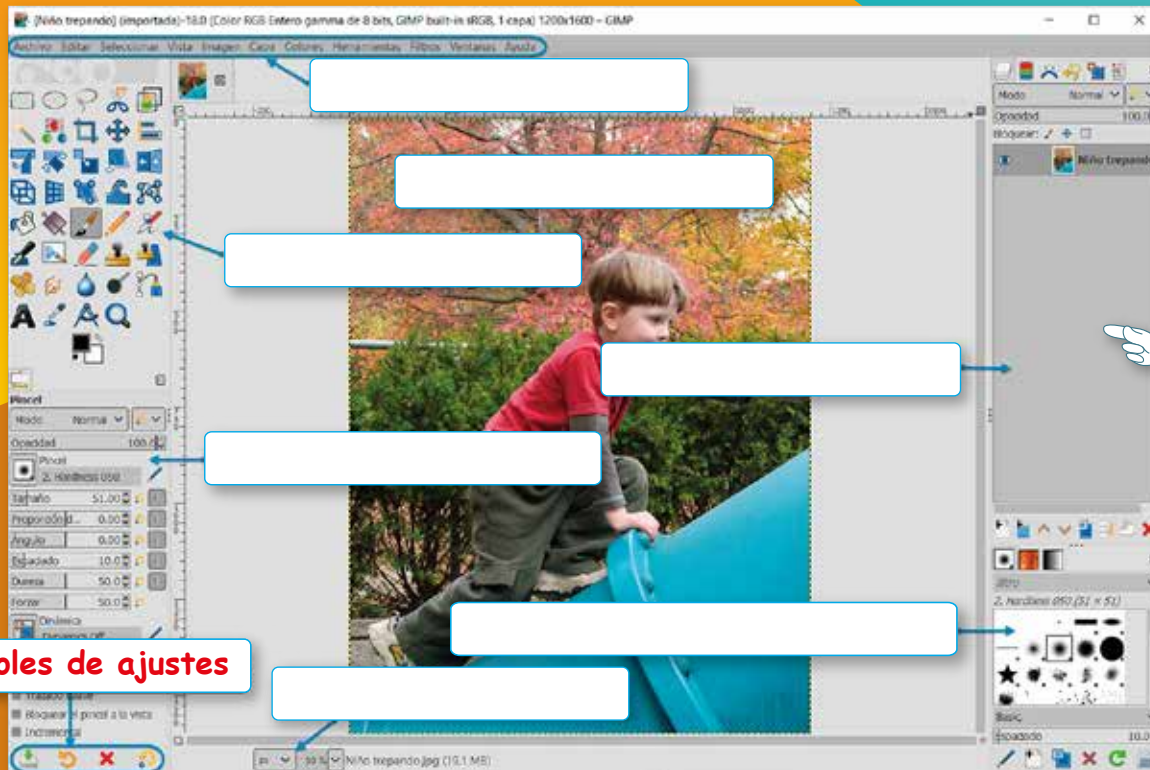 (Niño trepando) (importada)-18.0 (Color RGB Entero gamma de 8 bits, GIMP built-in sRGB, 1 capa) 1200x1600 – GIMP
Archivo Editar Seleccionar Vista Imagen Capa Colores Herramientas Filtros Ventanas Ayuda
Modo Normal
Opacidad 100.0
Bloquear:
Niño trepando
Pincel
Modo Normal
Opacidad 100.0
Pincel
2. Hardness 050
Tamaño 51.00
Proporción d... 0.00
Ángulo 0.00
Espaciado 10.0
Dureza 50.0
Forzar 50.0
Dinámica
Dynamics Off
bles de ajustes
Bloquear el pincel a la vista
Incremental
filtro
2. Hardness 050 (51 × 51)
Basic,
Espaciado 10.0
px
Niño trepando.jpg (19,1 MB)